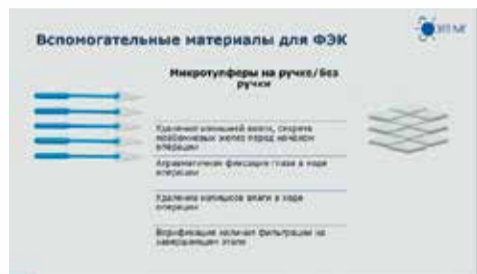 Вспомогательные материалы для ФЭК
Микротупферы на ручке/без
ручки
Удаление излишней влаги, секрета
мейбомиевых желез перед началом
операции
Атравматичная фиксация глаза в ходе
операции
Удаление излишков влаги в ходе
операции
Верификация наличия фильтрации на
завершающем этапе